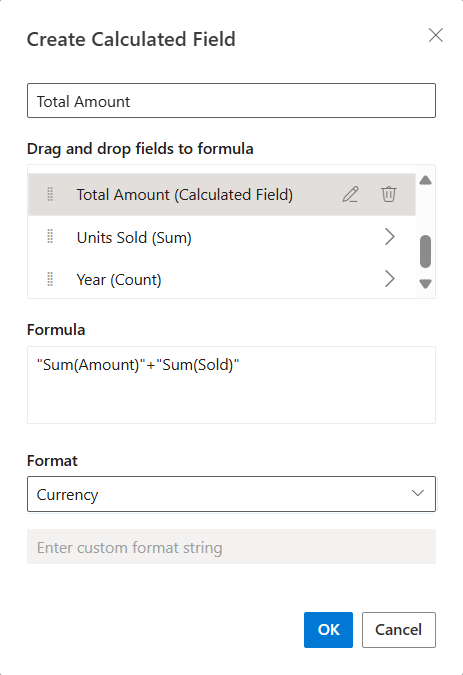 Create Calculated Field
Total Amount
Drag and drop fields to formula
Total Amount (Calculated Field)
Units Sold (Sum)
Year (Count)
Formula
"Sum(Amount)"+"Sum(Sold)"
Format
Currency
Enter custom format string
OK Cancel